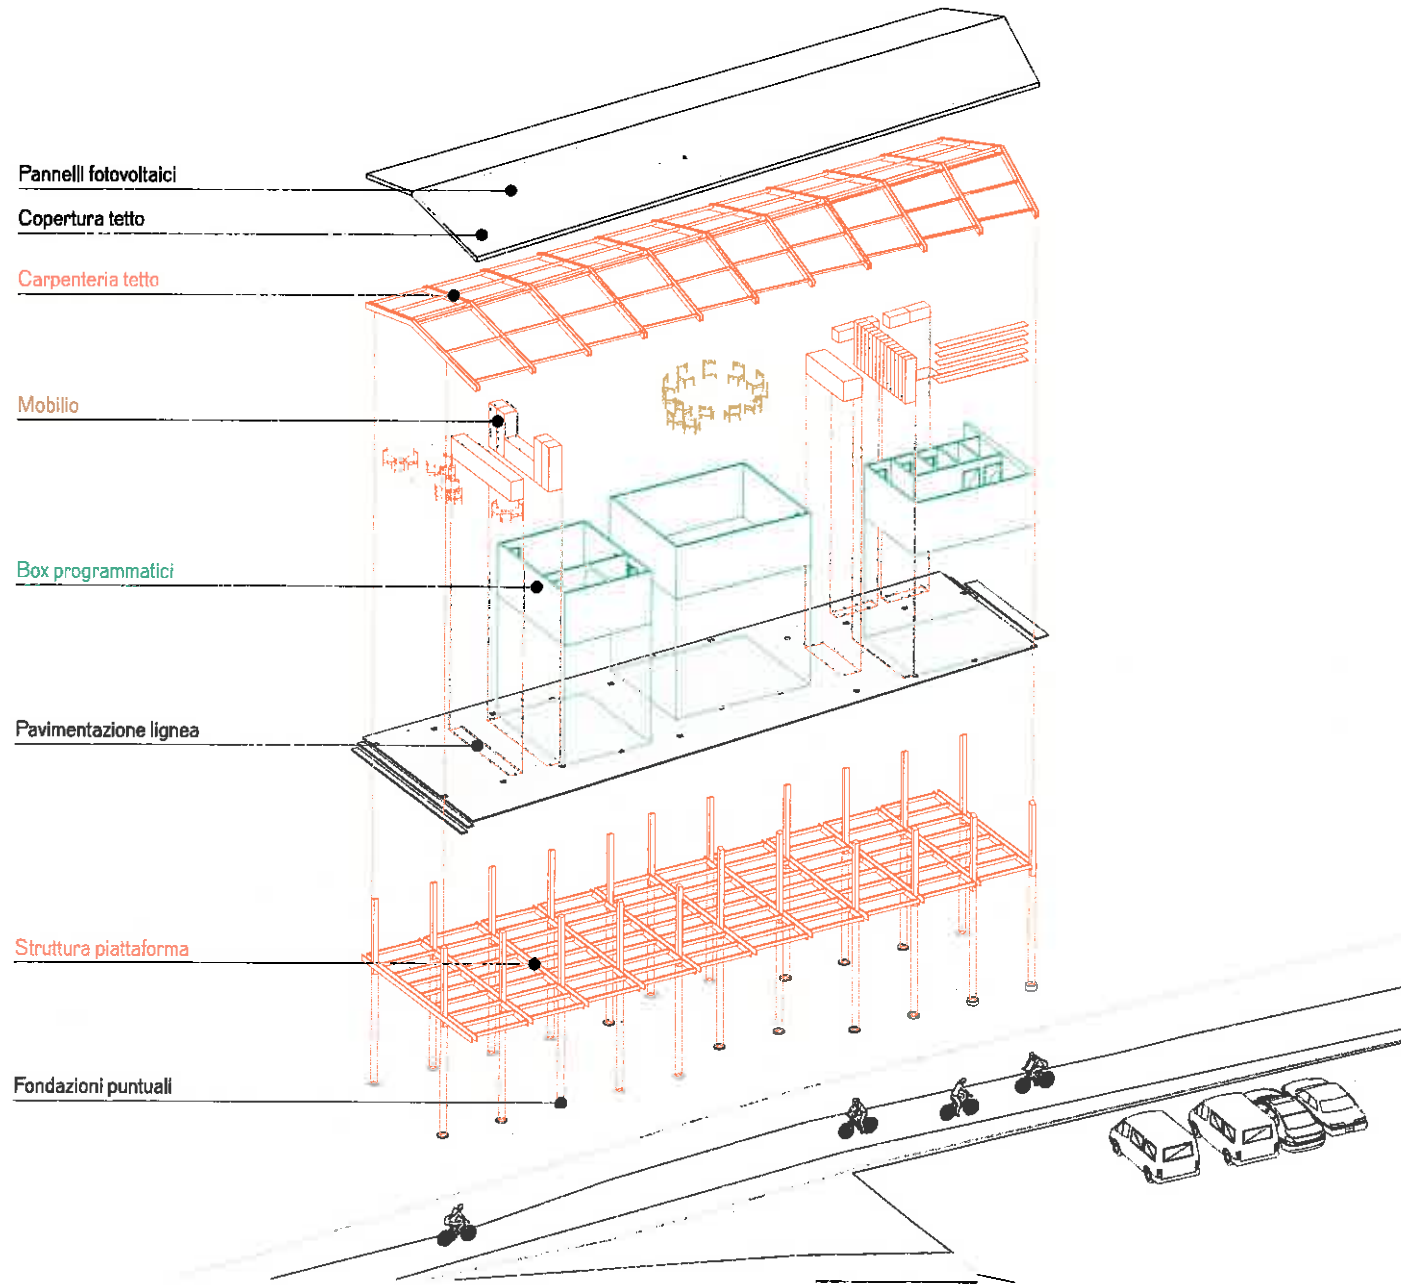 Pannelli fotovoltaici
Copertura tetto
Carpenteria tetto
Mobilio
Box programmatici
Pavimentazione lignea
Struttura piattaforma
Fondazioni puntuali